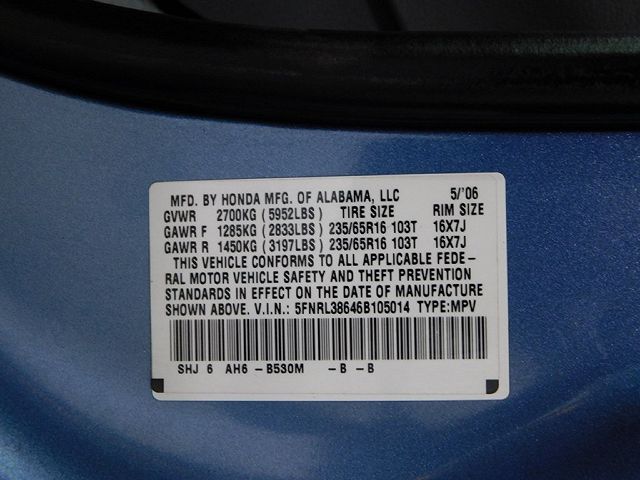 MFD. BY HONDA MFG. OF ALABAMA, LLC 5/'06
GVWR 2700KG (5952LBS) TIRE SIZE RIM SIZE
GAWR F 1285KG (2833LBS) 235/65R16 103T 16X7J
GAWR R 1450KG (3197LBS) 235/65R16 103T 16X7J
THIS VEHICLE CONFORMS TO ALL APPLICABLE FEDE-
RAL MOTOR VEHICLE SAFETY AND THEFT PREVENTION
STANDARDS IN EFFECT ON THE DATE OF MANUFACTURE
SHOWN ABOVE. V.I.N.: 5FNRL38646B105014 TYPE:MPV
SHJ 6 AH6 -B530M -B -B